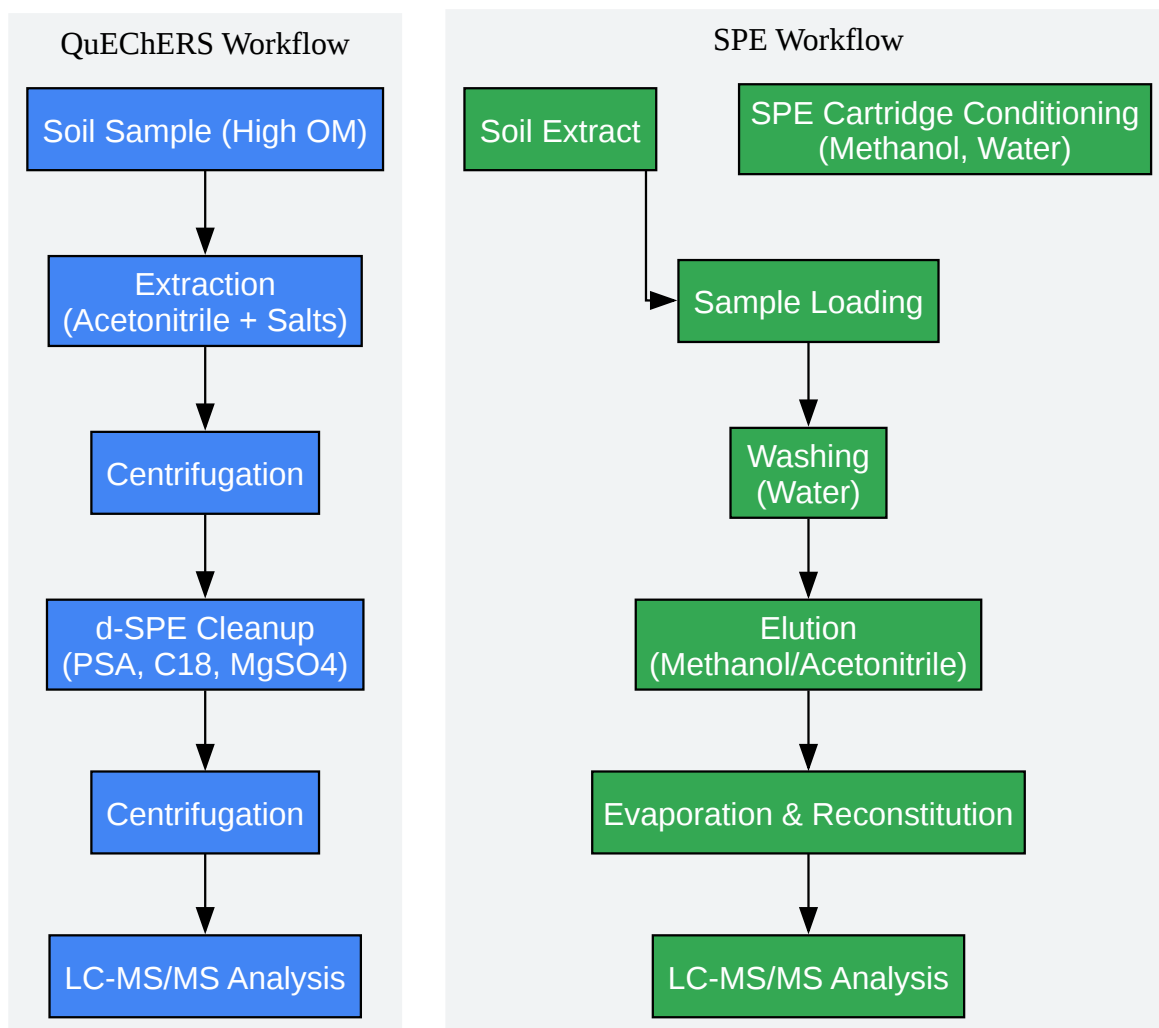 QuEChERS Workflow
Soil Sample (High OM)
Extraction
(Acetonitrile + Salts)
Centrifugation
d-SPE Cleanup
(PSA, C18, MgSO4)
Centrifugation
LC-MS/MS Analysis
SPE Workflow
Soil Extract
SPE Cartridge Conditioning
(Methanol, Water)
Sample Loading
Washing
(Water)
Elution
(Methanol/Acetonitrile)
Evaporation & Reconstitution
LC-MS/MS Analysis